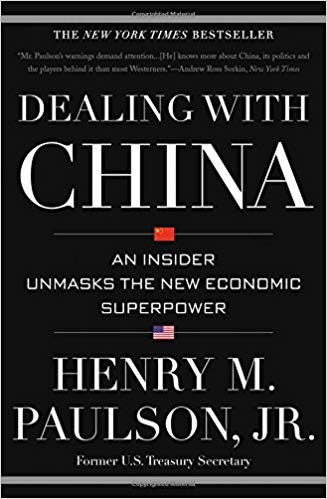 THE NEW YORK TIMES BESTSELLER
"Mr. Paulson's warnings demand attention...[He] knows more about China, its politics and
the players behind it than most Westerners."—Andrew Ross Sorkin, New York Times
DEALING WITH
CHINA
AN INSIDER
UNMASKS THE NEW ECONOMIC
SUPERPOWER
HENRY M.
PAULSON, JR.
Former U.S. Treasury Secretary